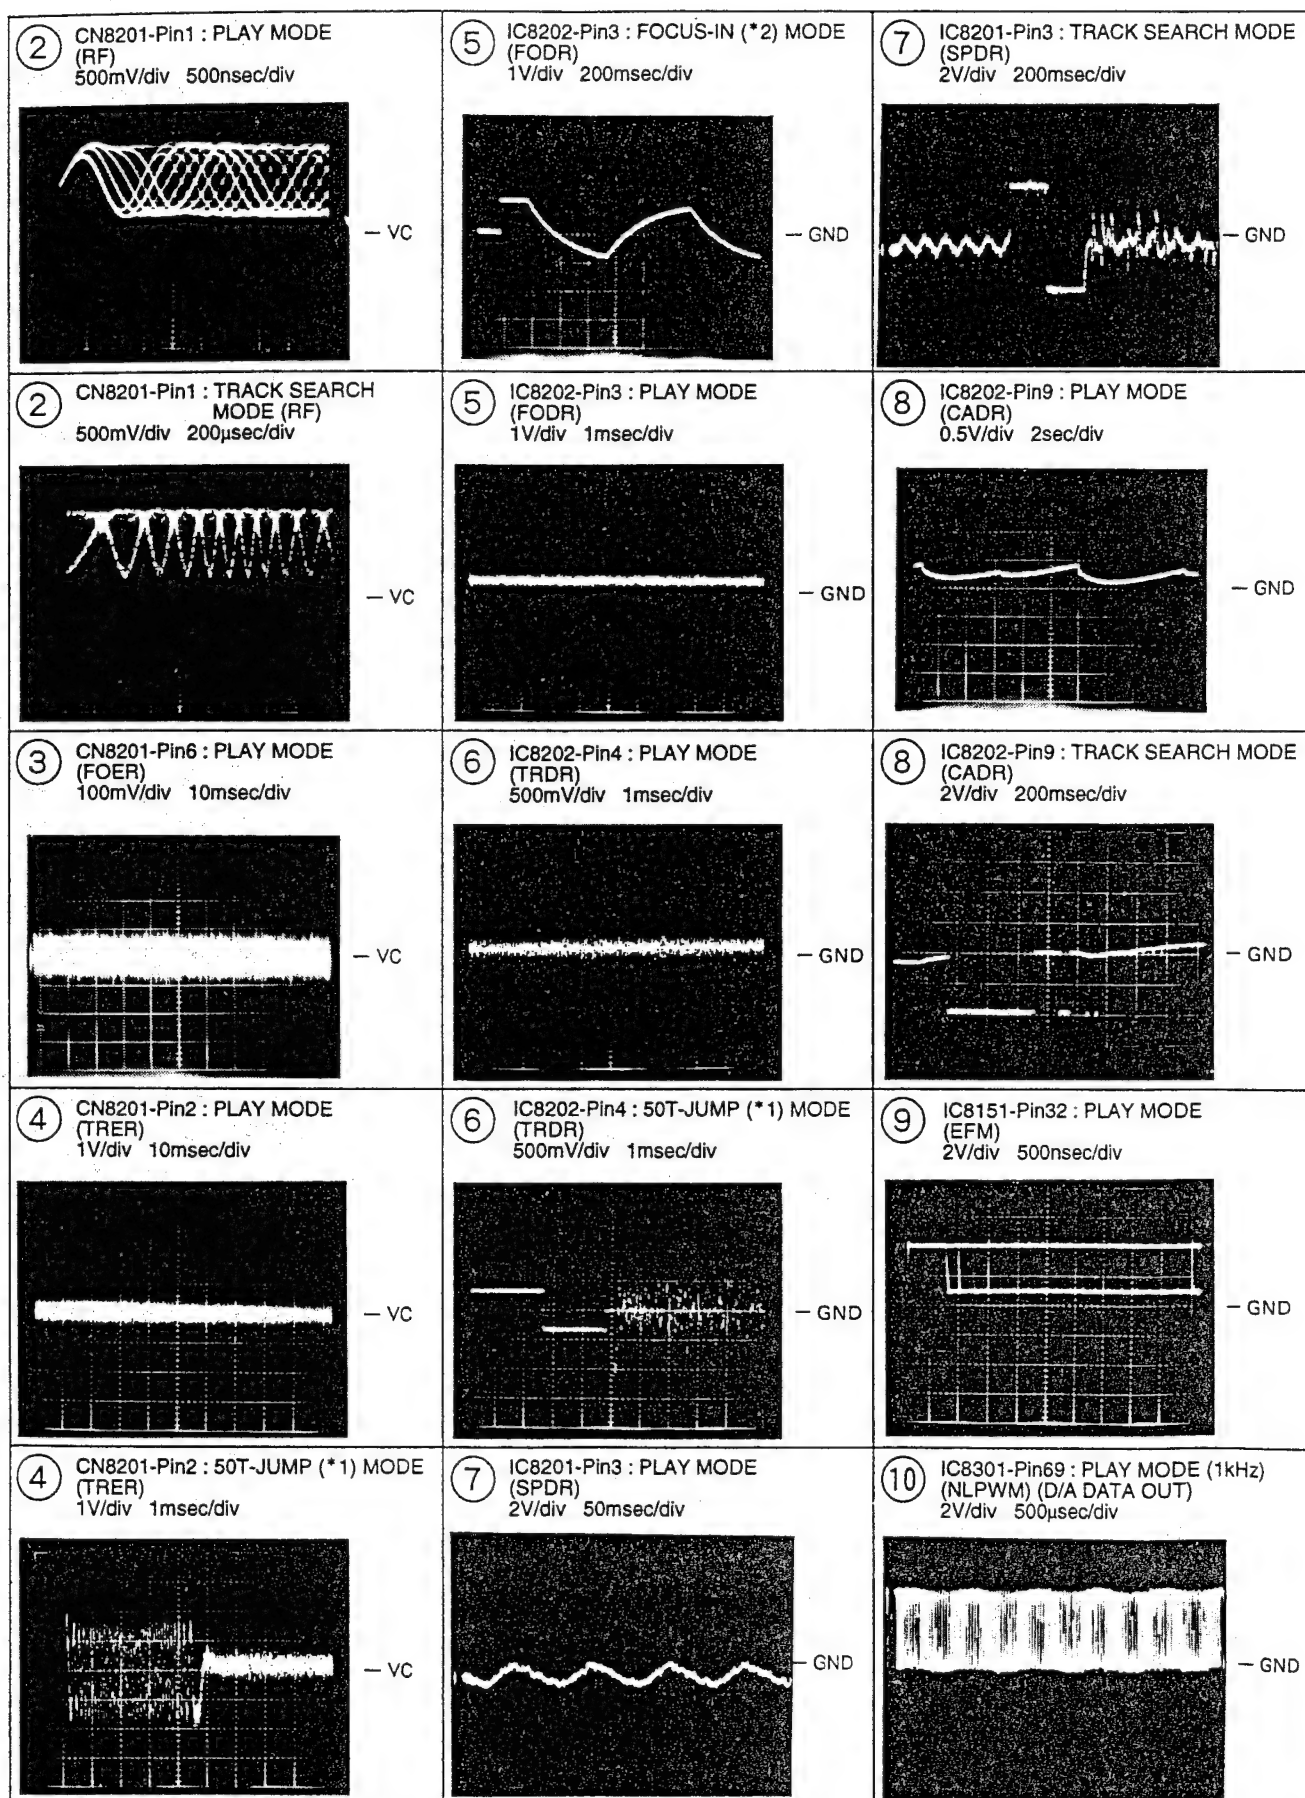 ② CN8201-Pin1 : PLAY MODE
(RF)
500mV/div 500nsec/div
— VC
⑤ IC8202-Pin3 : FOCUS-IN (*2) MODE
(FODR)
1V/div 200msec/div
— GND
⑦ IC8201-Pin3 : TRACK SEARCH MODE
(SPDR)
2V/div 200msec/div
— GND
② CN8201-Pin1 : TRACK SEARCH
MODE (RF)
500mV/div 200µsec/div
— VC
⑤ IC8202-Pin3 : PLAY MODE
(FODR)
1V/div 1msec/div
— GND
⑧ IC8202-Pin9 : PLAY MODE
(CADR)
0.5V/div 2sec/div
— GND
③ CN8201-Pin6 : PLAY MODE
(FOER)
100mV/div 10msec/div
— VC
⑥ IC8202-Pin4 : PLAY MODE
(TRDR)
500mV/div 1msec/div
— GND
⑧ IC8202-Pin9 : TRACK SEARCH MODE
(CADR)
2V/div 200msec/div
— GND
④ CN8201-Pin2 : PLAY MODE
(TRER)
1V/div 10msec/div
— VC
⑥ IC8202-Pin4 : 50T-JUMP (*1) MODE
(TRDR)
500mV/div 1msec/div
— GND
⑨ IC8151-Pin32 : PLAY MODE
(EFM)
2V/div 500nsec/div
— GND
④ CN8201-Pin2 : 50T-JUMP (*1) MODE
(TRER)
1V/div 1msec/div
— VC
⑦ IC8201-Pin3 : PLAY MODE
(SPDR)
2V/div 50msec/div
— GND
⑩ IC8301-Pin69 : PLAY MODE (1kHz)
(NLPWM) (D/A DATA OUT)
2V/div 500µsec/div
— GND